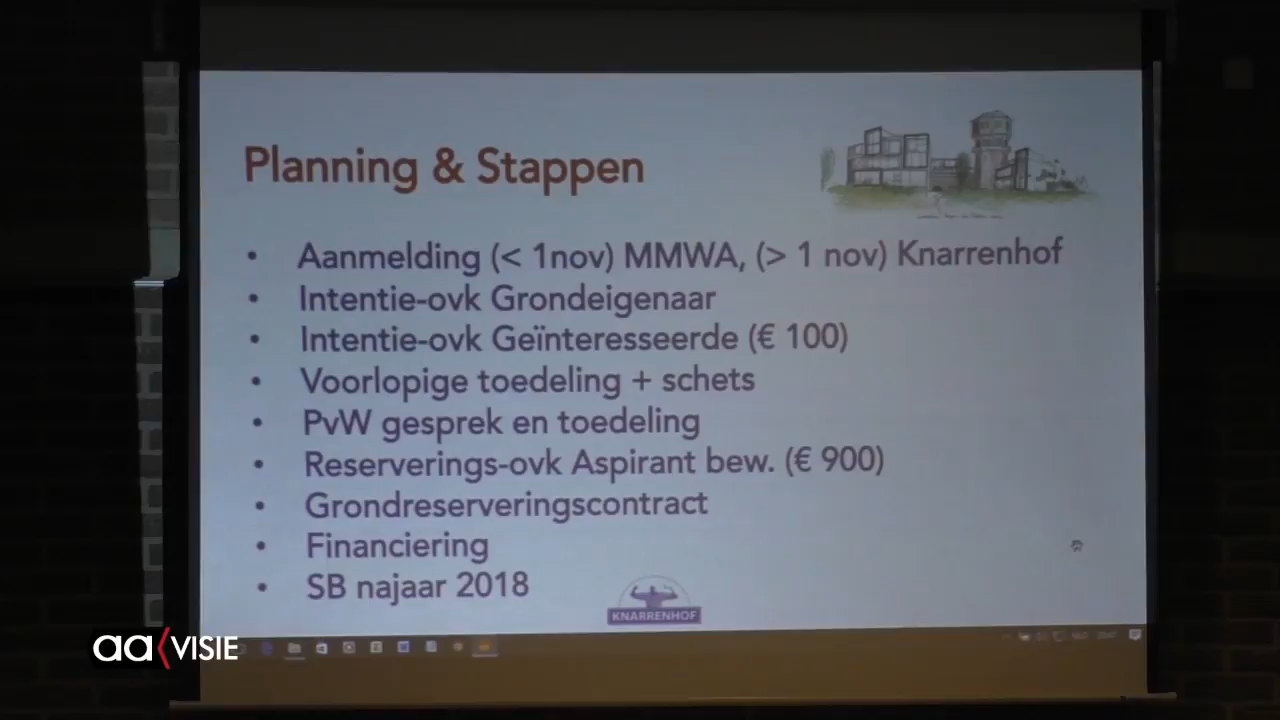 Planning & Stappen
• Aanmelding (< 1nov) MMWA, (> 1 nov) Knarrenhof
• Intentie-ovk Grondeigenaar
• Intentie-ovk Geïnteresseerde (€ 100)
• Voorlopige toedeling + schets
• PvW gesprek en toedeling
• Reserverings-ovk Aspirant bew. (€ 900)
• Grondreserveringscontract
• Financiering
• SB najaar 2018
KNARRENHOF
aa VISIE